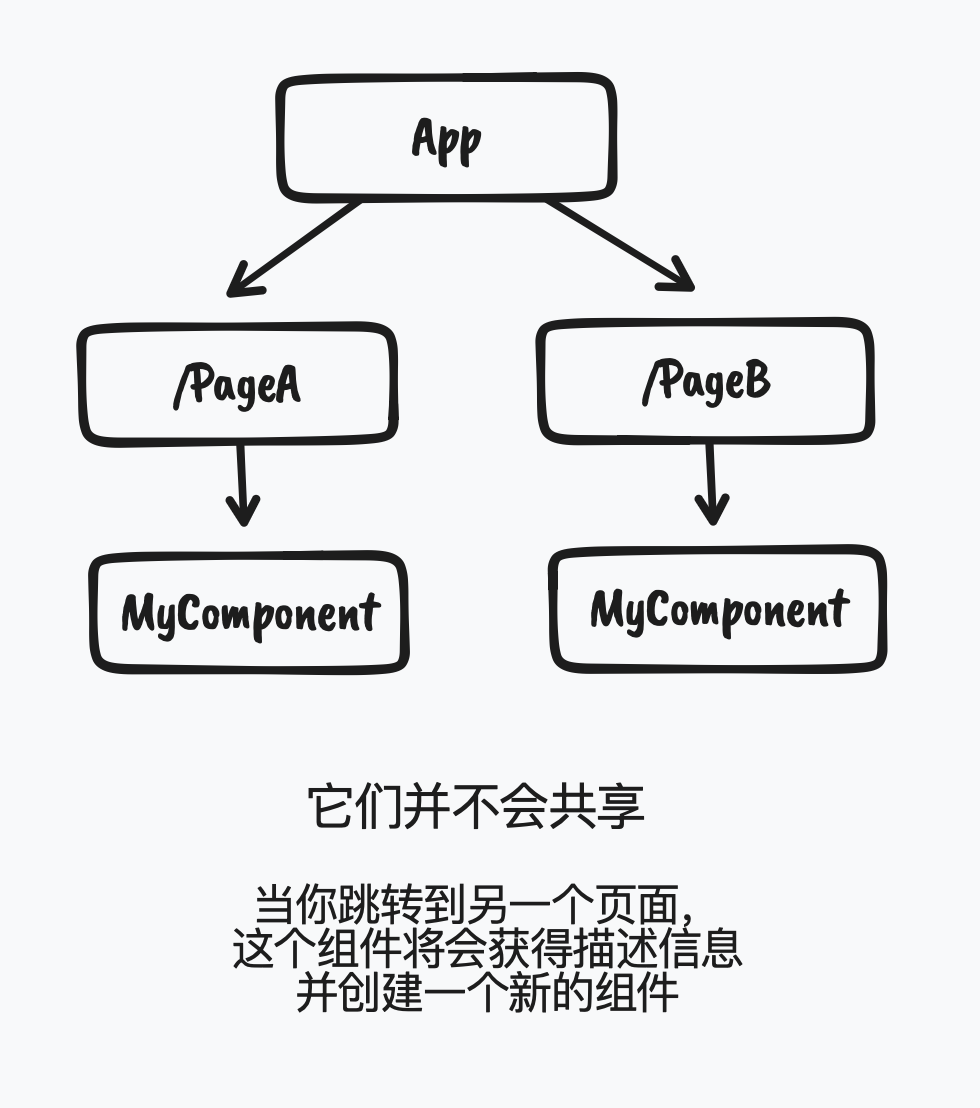 App
/PageA
/PageB
MyComponent
MyComponent
它们并不会共享
当你跳转到另一个页面，
这个组件将会获得描述信息
并创建一个新的组件